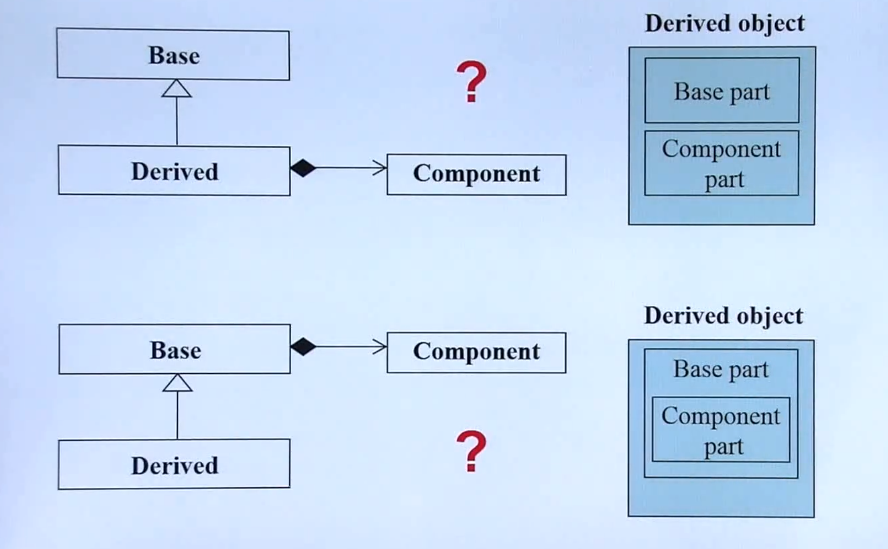 Derived object
Base
?
Base part
Derived
Component
Component
part
Derived object
Base
Component
Base part
Component
part
Derived
?